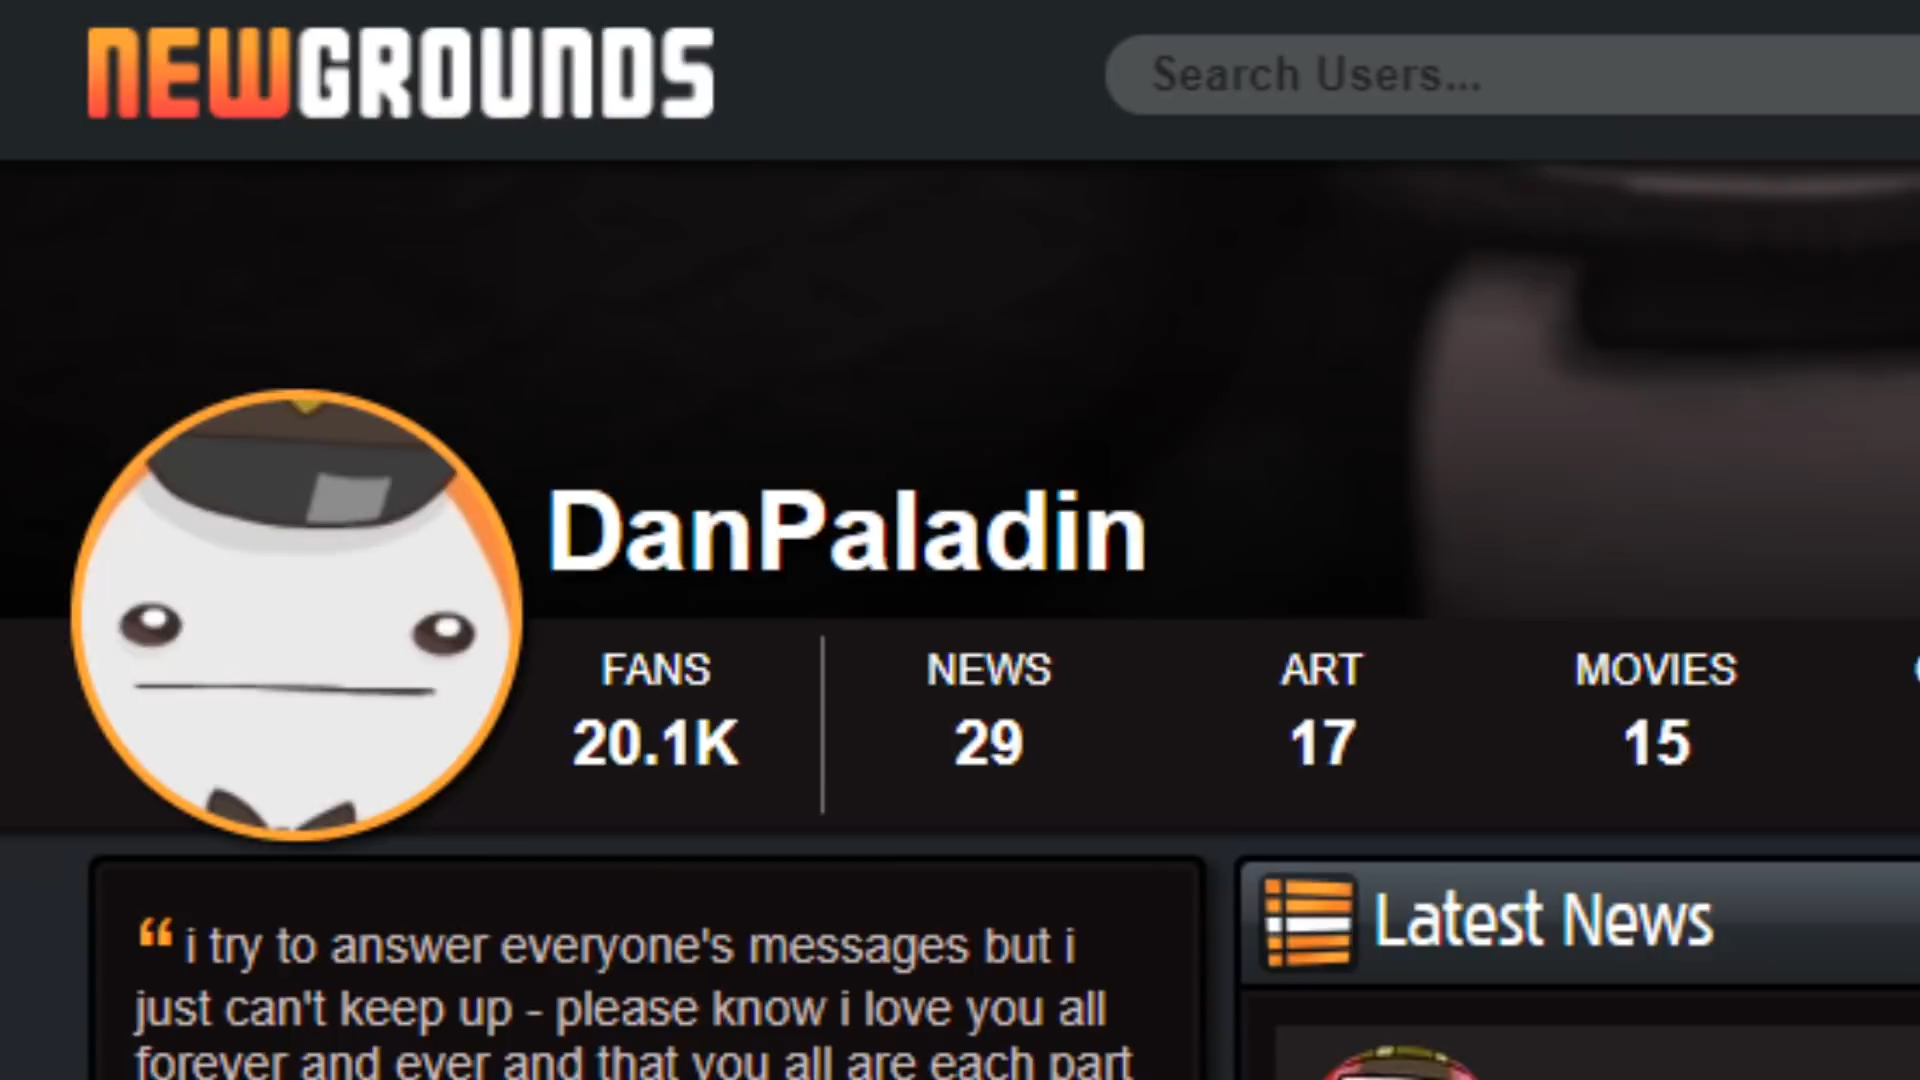 NEWGROUNDS
Search Users...
DanPaladin
FANS
20.1K
NEWS
29
ART
17
MOVIES
15
“i try to answer everyone's messages but i
just can't keep up - please know i love you all
forever and ever and that you all are each part
Latest News